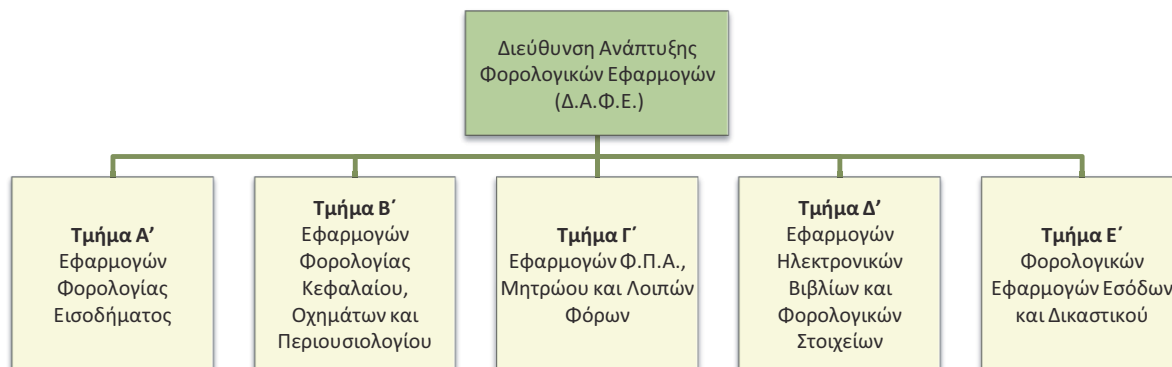 Διεύθυνση Ανάπτυξης
Φορολογικών Εφαρμογών
(Δ.Α.Φ.Ε.)
Τμήμα Α’
Εφαρμογών
Φορολογίας
Εισοδήματος
Τμήμα Β΄
Εφαρμογών
Φορολογίας
Κεφαλαίου,
Οχημάτων και
Περιουσιολογίου
Τμήμα Γ΄
Εφαρμογών Φ.Π.Α.,
Μητρώου και Λοιπών
Φόρων
Τμήμα Δ’
Εφαρμογών
Ηλεκτρονικών
Βιβλίων και
Φορολογικών
Στοιχείων
Τμήμα Ε΄
Φορολογικών
Εφαρμογών Εσόδων
και Δικαστικού